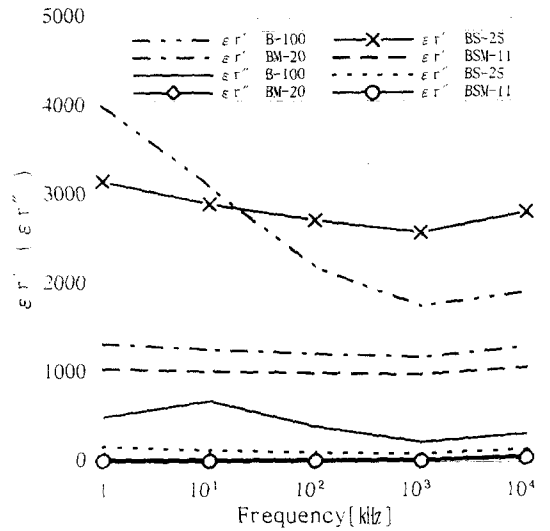 5000
εr′ B-100
εr′ BM-20
εr″ B-100
εr″ BM-20
εr′ BS-25
εr′ BSM-11
εr″ BS-25
εr″ BSM-11
4000
3000
2000
1000
0
εr′ (εr″)
1 10¹ 10² 10³ 10⁴
Frequency[kHz]